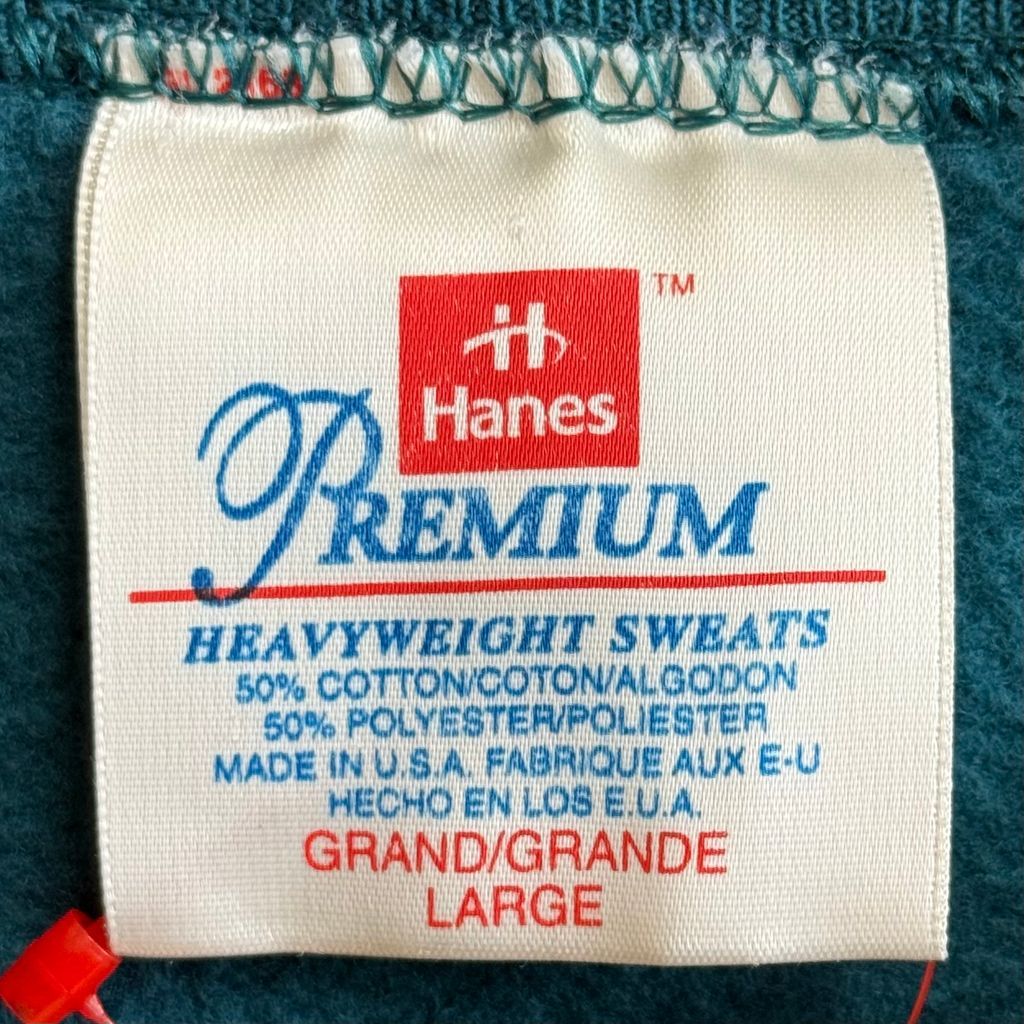 H
Hanes
TM
PREMIUM
HEAVYWEIGHT SWEATS
50% COTTON/COTON/ALGODON
50% POLYESTER/POLIESTER
MADE IN U.S.A. FABRIQUE AUX E-U
HECHO EN LOS E.U.A.
GRAND/GRANDE
LARGE